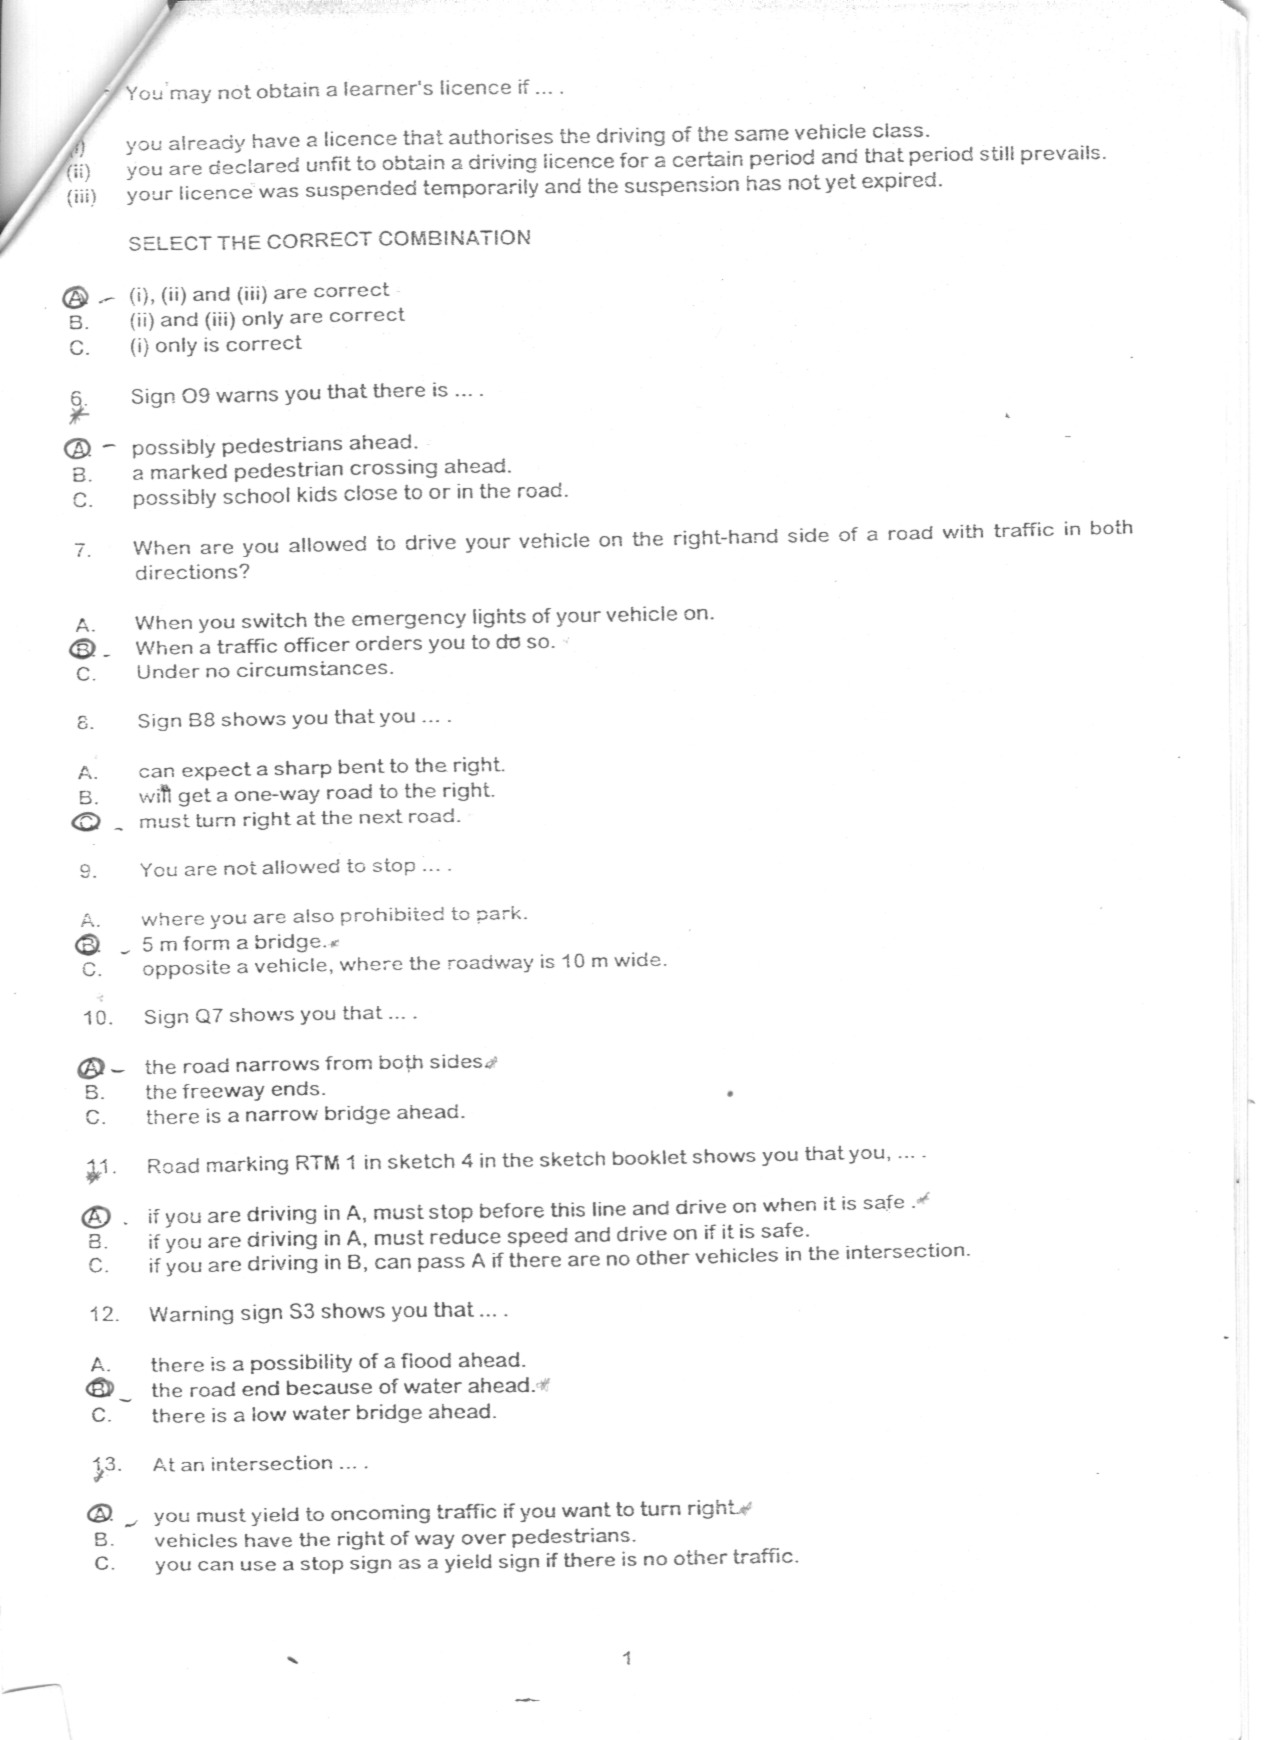 You may not obtain a learner's licence if ... .
(i) you already have a licence that authorises the driving of the same vehicle class.
(ii) you are declared unfit to obtain a driving licence for a certain period and that period still prevails.
(iii) your licence was suspended temporarily and the suspension has not yet expired.
SELECT THE CORRECT COMBINATION
A. (i), (ii) and (iii) are correct
B. (ii) and (iii) only are correct
C. (i) only is correct
6. Sign O9 warns you that there is ... .
A. possibly pedestrians ahead.
B. a marked pedestrian crossing ahead.
C. possibly school kids close to or in the road.
7. When are you allowed to drive your vehicle on the right-hand side of a road with traffic in both
directions?
A. When you switch the emergency lights of your vehicle on.
B. When a traffic officer orders you to do so.
C. Under no circumstances.
8. Sign B8 shows you that you ... .
A. can expect a sharp bent to the right.
B. will get a one-way road to the right.
C. must turn right at the next road.
9. You are not allowed to stop ... .
A. where you are also prohibited to park.
B. 5 m form a bridge.
C. opposite a vehicle, where the roadway is 10 m wide.
10. Sign Q7 shows you that ... .
A. the road narrows from both sides.
B. the freeway ends.
C. there is a narrow bridge ahead.
11. Road marking RTM 1 in sketch 4 in the sketch booklet shows you that you, ... .
A. if you are driving in A, must stop before this line and drive on when it is safe .
B. if you are driving in A, must reduce speed and drive on if it is safe.
C. if you are driving in B, can pass A if there are no other vehicles in the intersection.
12. Warning sign S3 shows you that ... .
A. there is a possibility of a flood ahead.
B. the road end because of water ahead.
C. there is a low water bridge ahead.
13. At an intersection ... .
A. you must yield to oncoming traffic if you want to turn right.
B. vehicles have the right of way over pedestrians.
C. you can use a stop sign as a yield sign if there is no other traffic.
1